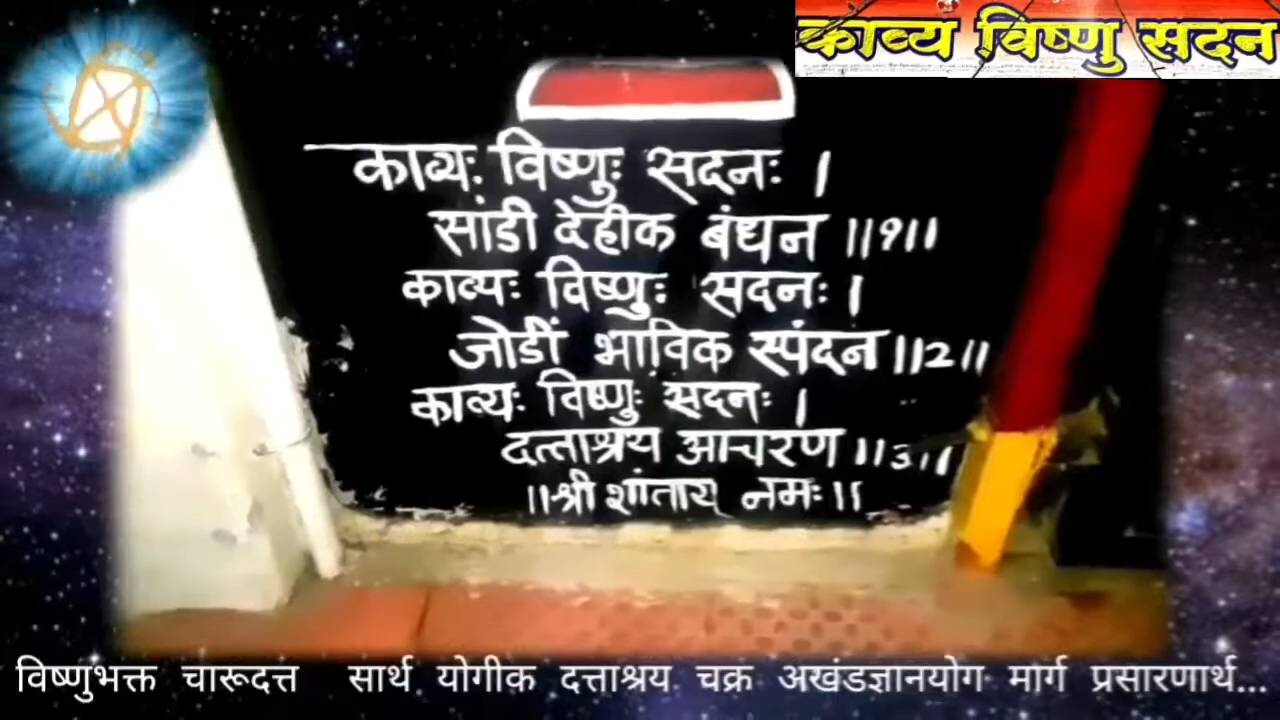 काव्य विष्णु सदन
काव्यः विष्णुः सदनः ।
सांडी देहीक बंधन ॥१॥
काव्यः विष्णुः सदनः ।
जोडीं भाविक स्पंदन ॥2॥
काव्यः विष्णुः सदनः ।
दत्ताश्रय आचरण ॥३॥
॥श्री शांताय नमः॥
विष्णुभक्त चारूदत्त सार्थ योगीक दत्ताश्रय चक्र अखंडज्ञानयोग मार्ग प्रसारणार्थ...